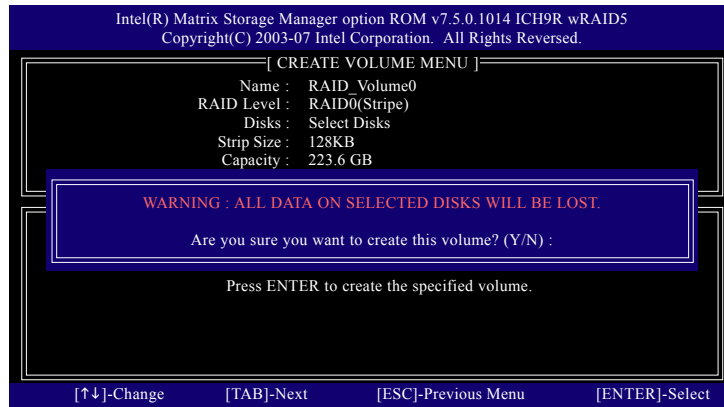 Intel(R) Matrix Storage Manager option ROM v7.5.0.1014 ICH9R wRAID5
Copyright(C) 2003-07 Intel Corporation. All Rights Reversed.
[ CREATE VOLUME MENU ]
Name : RAID_Volume0
RAID Level : RAID0(Stripe)
Disks : Select Disks
Strip Size : 128KB
Capacity : 223.6 GB
WARNING : ALL DATA ON SELECTED DISKS WILL BE LOST.
Are you sure you want to create this volume? (Y/N) :
Press ENTER to create the specified volume.
[↑↓]-Change [TAB]-Next [ESC]-Previous Menu [ENTER]-Select